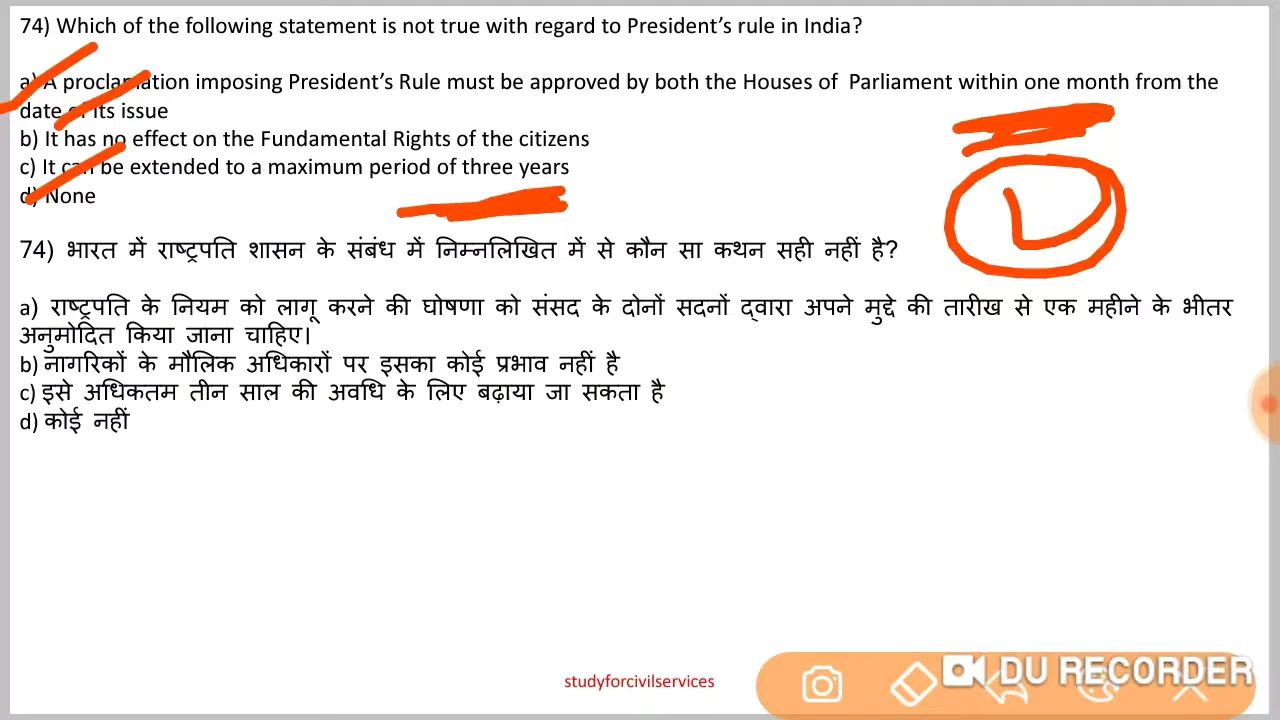 74) Which of the following statement is not true with regard to President’s rule in India?
a) A proclamation imposing President’s Rule must be approved by both the Houses of Parliament within one month from the
date of its issue
b) It has no effect on the Fundamental Rights of the citizens
c) It can be extended to a maximum period of three years
d) None
74) भारत में राष्ट्रपति शासन के संबंध में निम्नलिखित में से कौन सा कथन सही नहीं है?
a) राष्ट्रपति के नियम को लागू करने की घोषणा को संसद के दोनों सदनों द्वारा अपने मुद्दे की तारीख से एक महीने के भीतर
अनुमोदित किया जाना चाहिए।
b) नागरिकों के मौलिक अधिकारों पर इसका कोई प्रभाव नहीं है
c) इसे अधिकतम तीन साल की अवधि के लिए बढ़ाया जा सकता है
d) कोई नहीं
studyforcivilservices
DU RECORDER